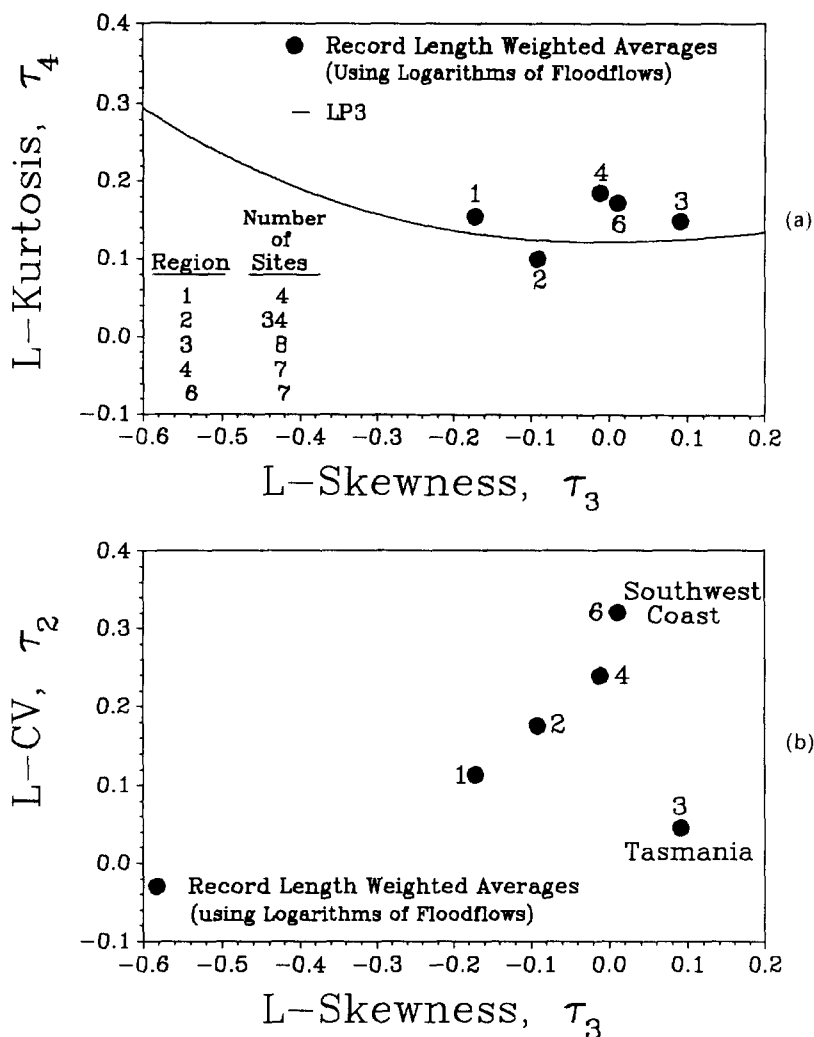 0.4
0.3
0.2
0.1
0.0
−0.1
L−Kurtosis, τ4
● Record Length Weighted Averages
(Using Logarithms of Floodflows)
— LP3
Number
of
Region Sites
1 4
2 34
3 8
4 7
6 7
1
2
4
6
3
(a)
−0.6 −0.5 −0.4 −0.3 −0.2 −0.1 0.0 0.1 0.2
L−Skewness, τ3
0.4
0.3
0.2
0.1
0.0
−0.1
L−CV, τ2
6 Southwest
Coast
4
2
1
3
Tasmania
(b)
● Record Length Weighted Averages
(using Logarithms of Floodflows)
−0.6 −0.5 −0.4 −0.3 −0.2 −0.1 0.0 0.1 0.2
L−Skewness, τ3